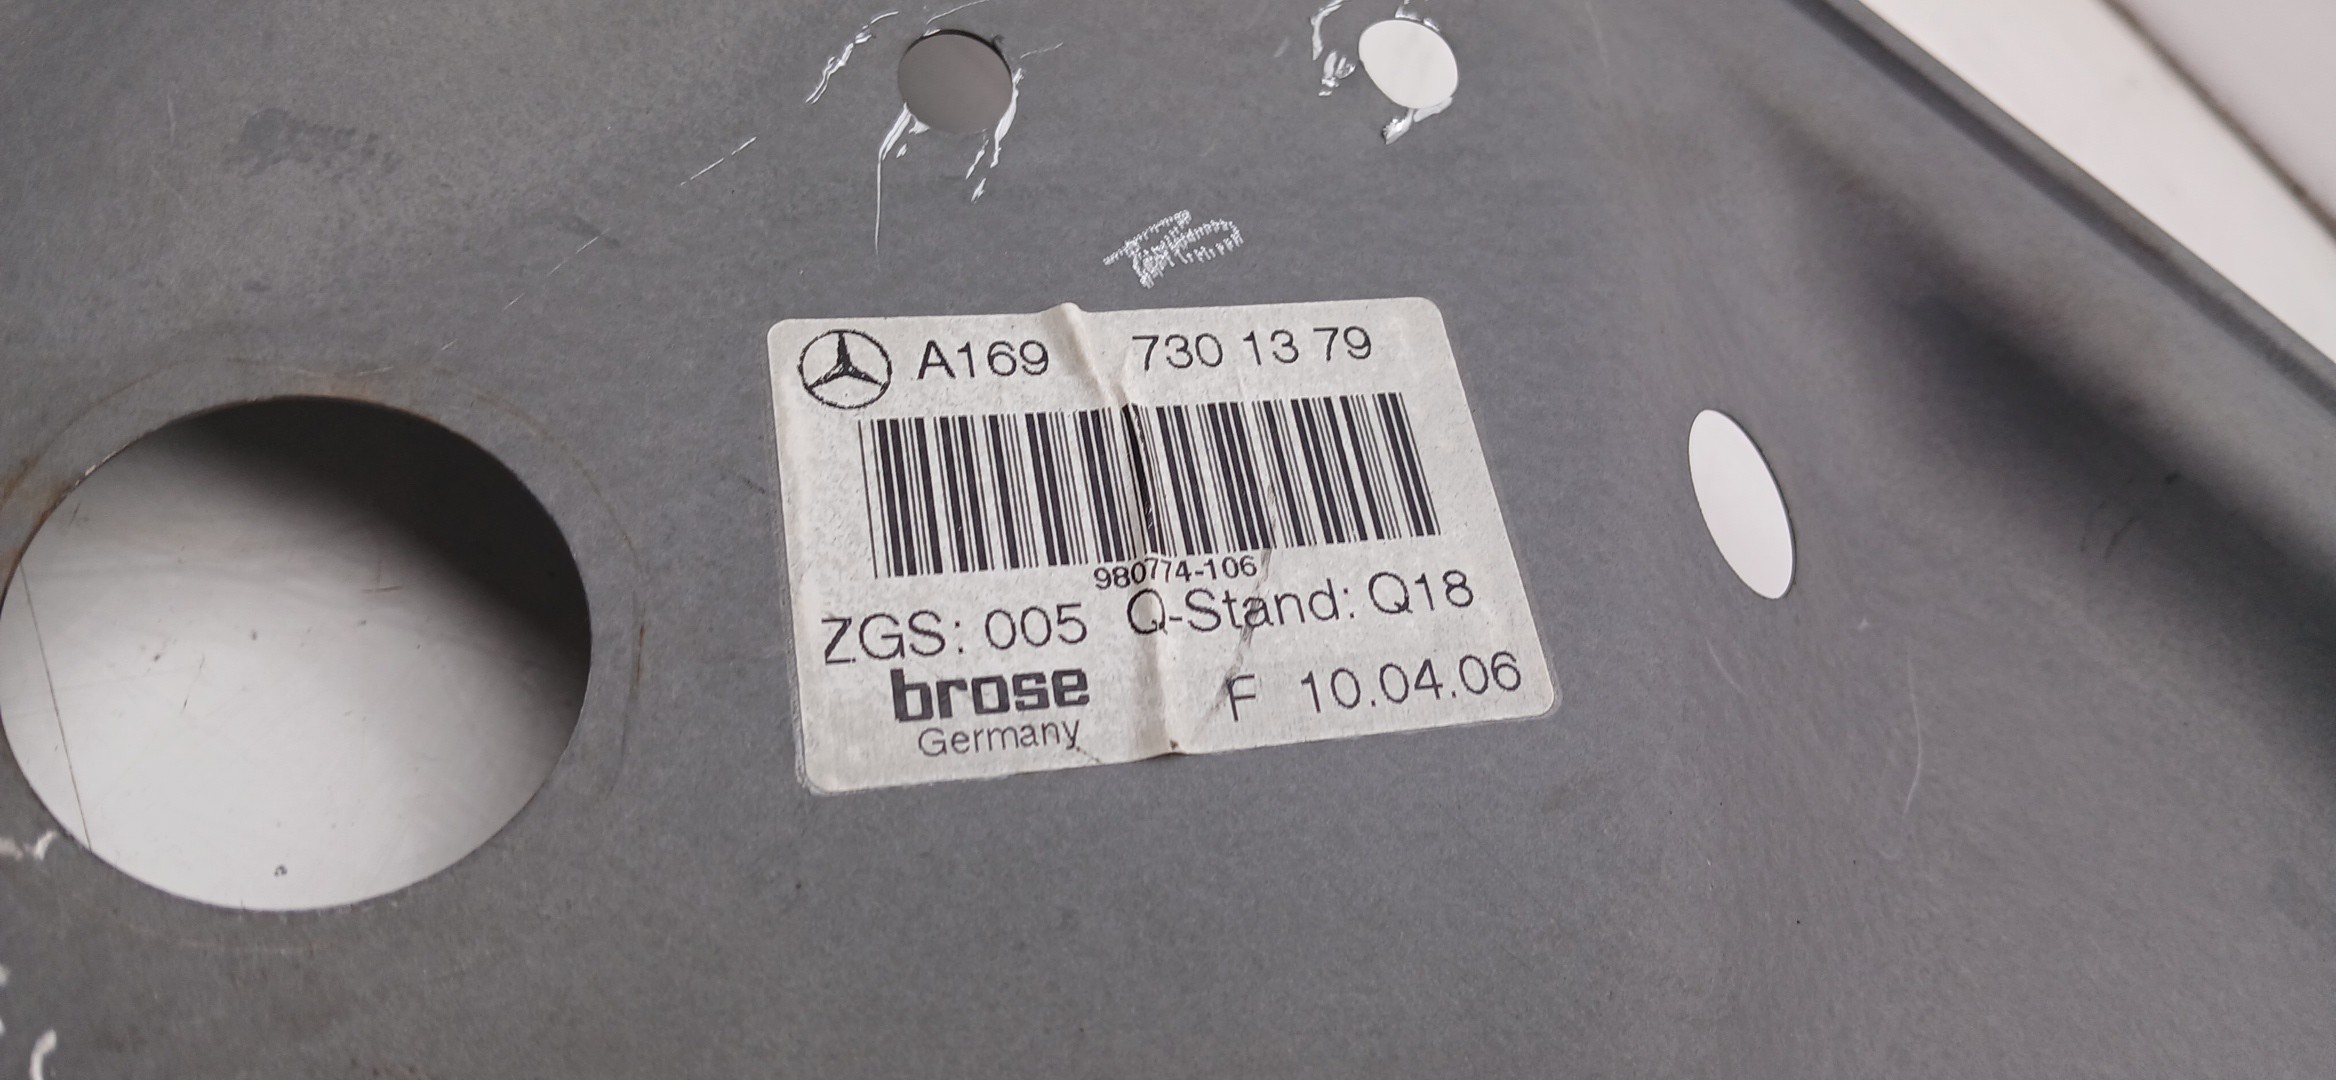 A169 730 13 79
980774-106
ZGS: 005 Q-Stand: Q18
brose F 10.04.06
Germany